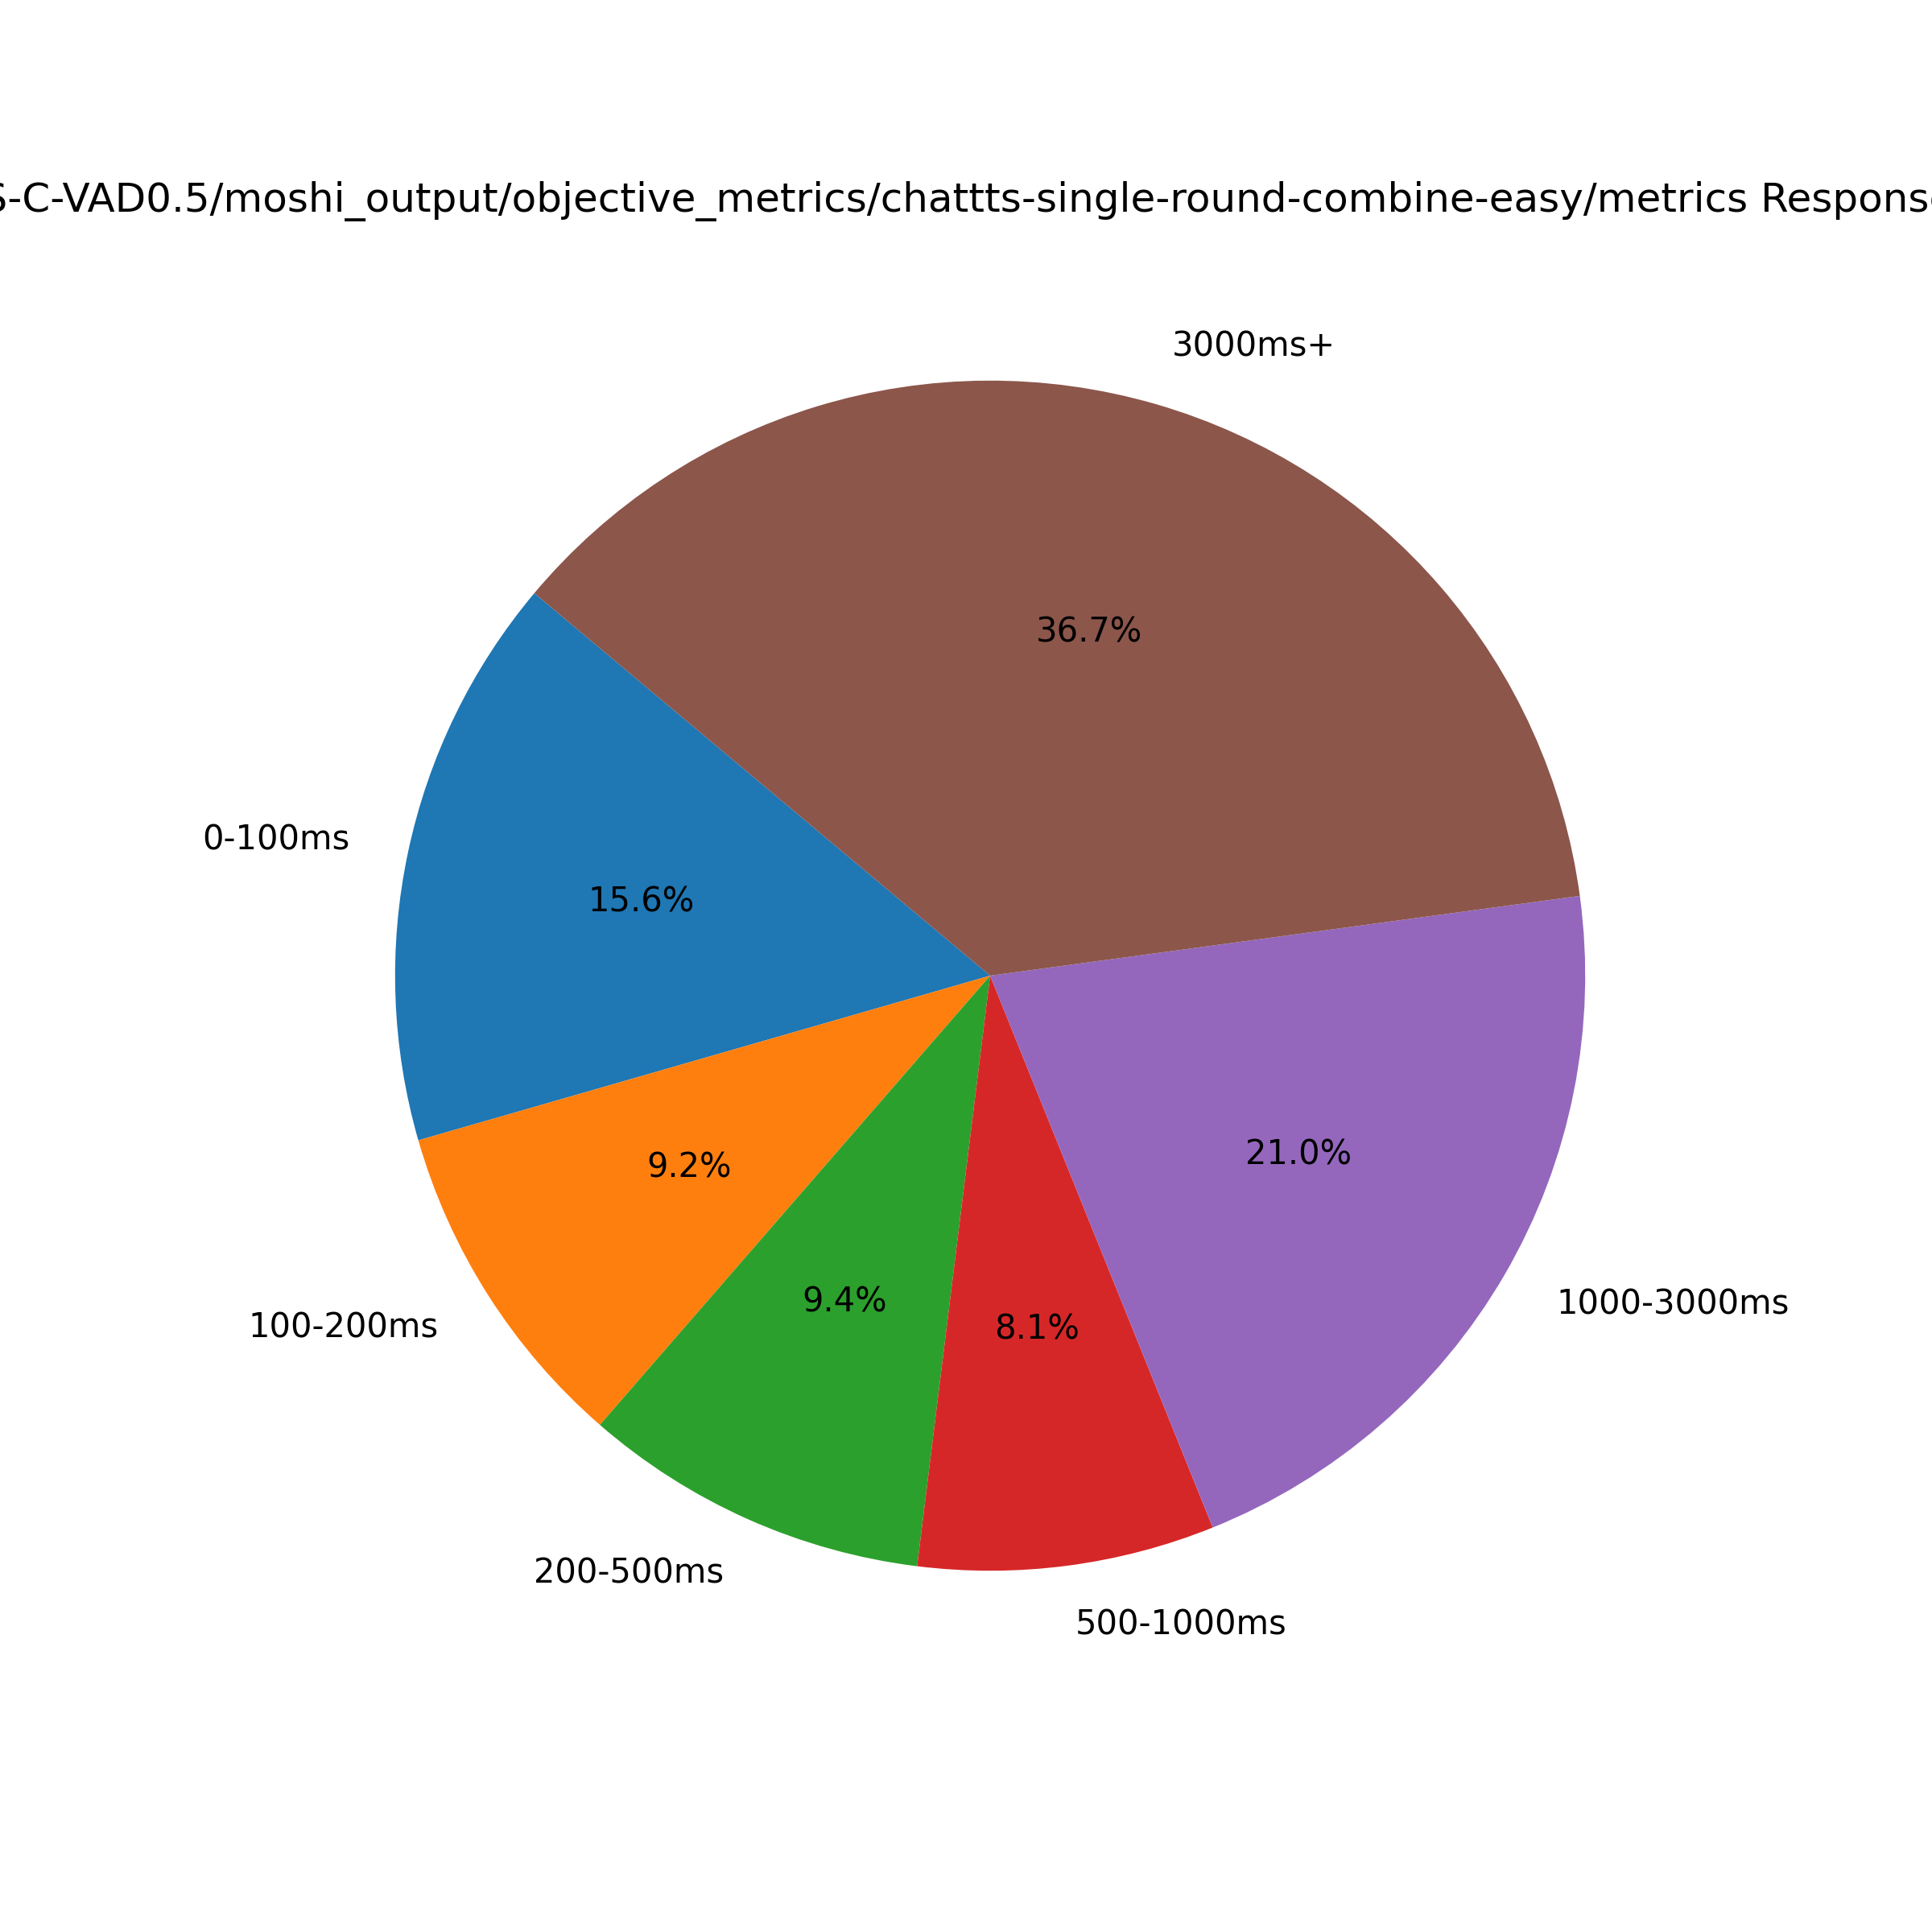 -C-VAD0.5/moshi_output/objective_metrics/chattts-single-round-combine-easy/metrics Respons
3000ms+
36.7%
0-100ms
15.6%
21.0%
9.2%
1000-3000ms
9.4%
100-200ms
8.1%
200-500ms
500-1000ms